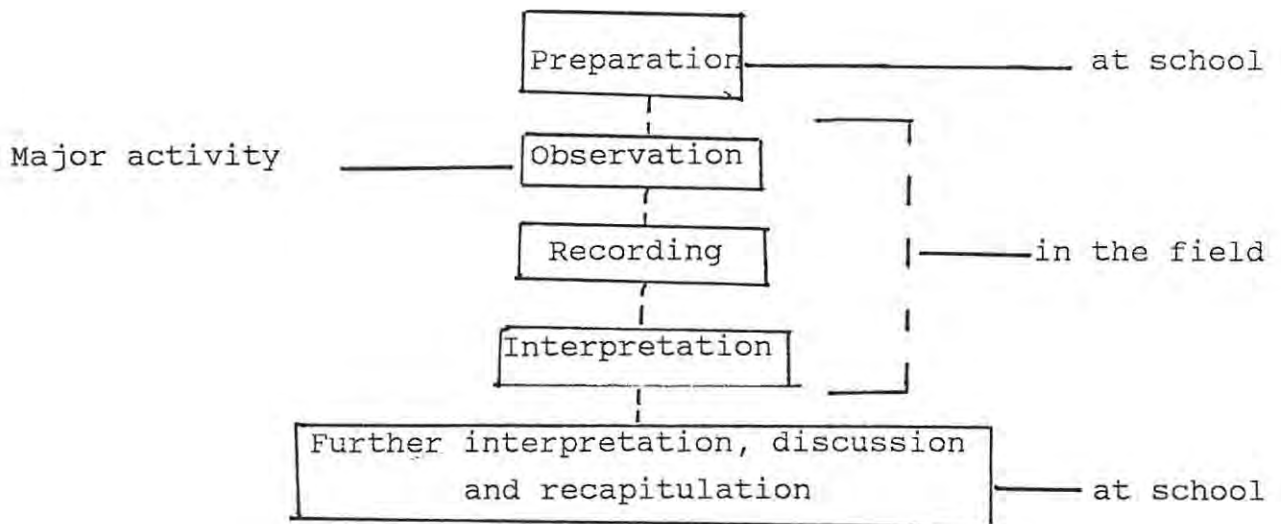 Preparation
at school
Major activity
Observation
Recording
in the field
Interpretation
Further interpretation, discussion
and recapitulation
at school